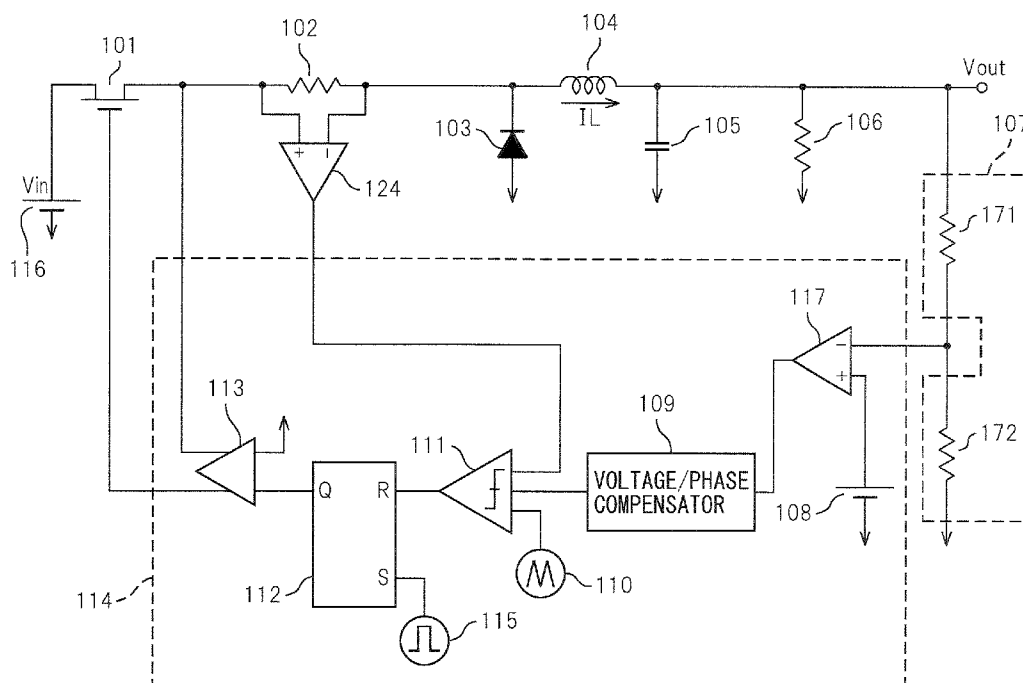 101
102
104
Vout
IL
103
105
106
107
+ −
124
Vin
116
171
117
−
+
113
109
172
111
VOLTAGE/PHASE
COMPENSATOR
Q
R
108
S
114
112
110
115